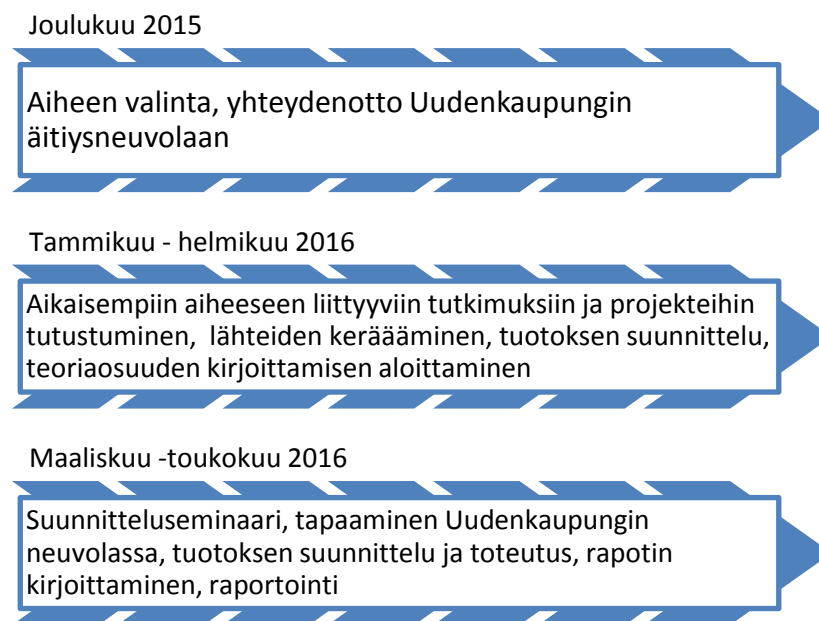 Joulukuu 2015
Aiheen valinta, yhteydenotto Uudenkaupungin
äitiysneuvolaan
Tammikuu - helmikuu 2016
Aikaisempiin aiheeseen liittyyviin tutkimuksiin ja projekteihin
tutustuminen, lähteiden keräääminen, tuotoksen suunnittelu,
teoriaosuuden kirjoittamisen aloittaminen
Maaliskuu -toukokuu 2016
Suunnitteluseminaari, tapaaminen Uudenkaupungin
neuvolassa, tuotoksen suunnittelu ja toteutus, rapotin
kirjoittaminen, raportointi